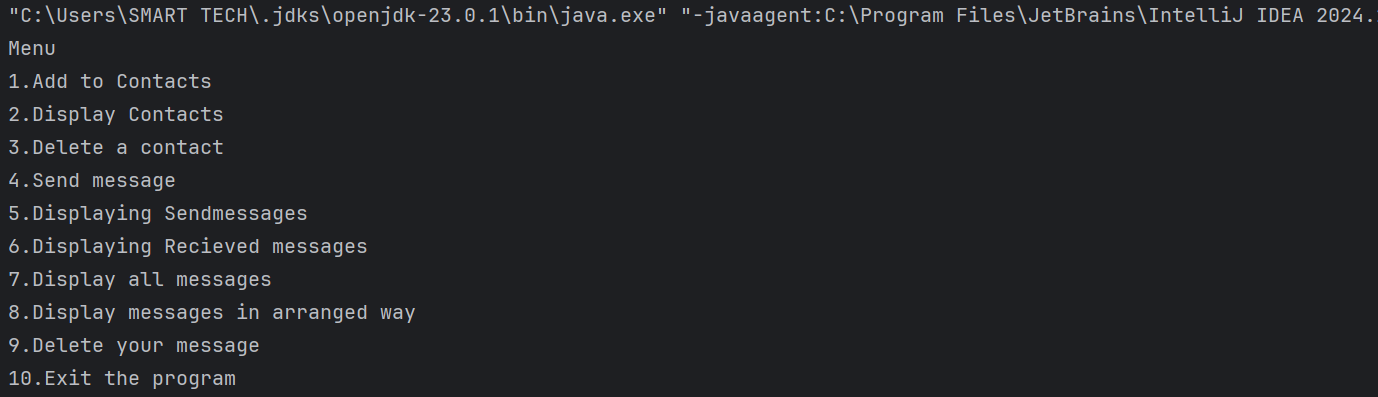 "C:\Users\SMART TECH\.jdks\openjdk-23.0.1\bin\java.exe" "-javaagent:C:\Program Files\JetBrains\IntelliJ IDEA 2024.
Menu
1.Add to Contacts
2.Display Contacts
3.Delete a contact
4.Send message
5.Displaying Sendmessages
6.Displaying Recieved messages
7.Display all messages
8.Display messages in arranged way
9.Delete your message
10.Exit the program